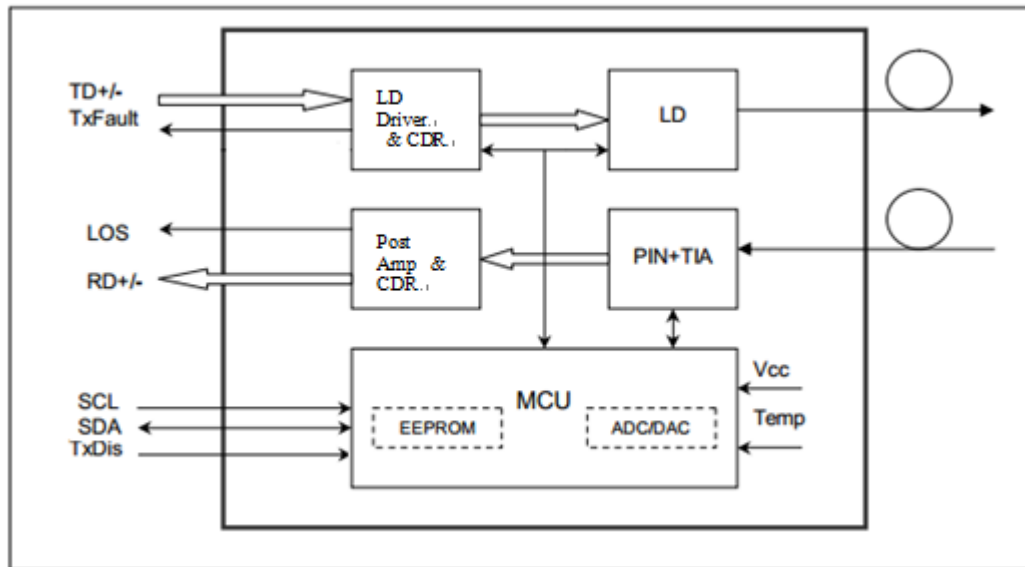 TD+/-
TxFault
LD
Driver.
& CDR.
LD
LOS
RD+/-
Post
Amp &
CDR.
PIN+TIA
SCL
SDA
TxDis
MCU
EEPROM
ADC/DAC
Vcc
Temp